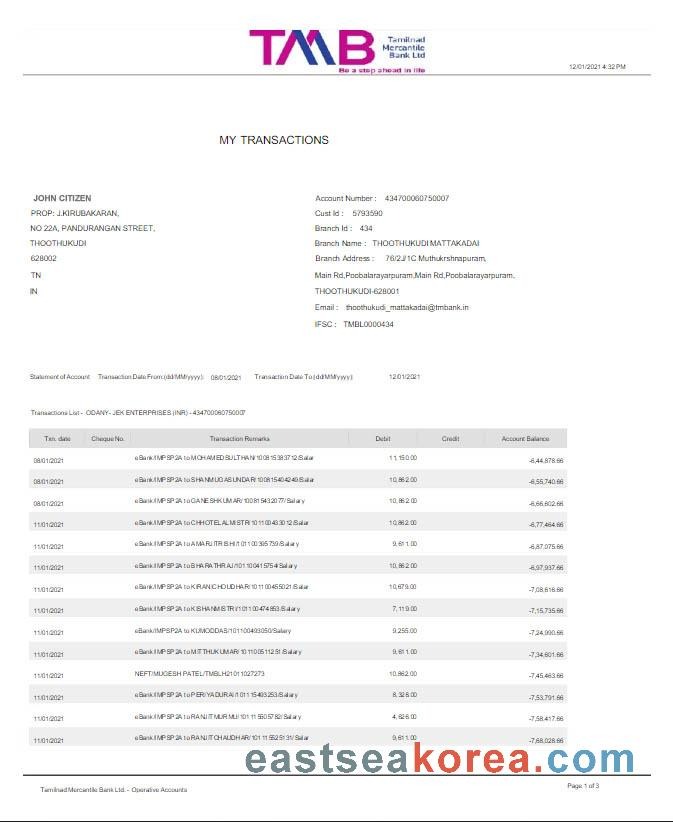 TMB Tamilnad
Mercantile
Bank Ltd
Be a step ahead in life
12/01/2021 4:32 PM
MY TRANSACTIONS
JOHN CITIZEN
PROP: J.KIRUBAKARAN,
NO 22A, PANDURANGAN STREET,
THOOTHUKUDI
628002
TN
IN
Account Number : 434700060750007
Cust Id : 5793590
Branch Id : 434
Branch Name : THOOTHUKUDI MATTAKADAI
Branch Address : 76/2J/1C Muthukrshnapuram,
Main Rd,Poobalarayarpuram,Main Rd,Poobalarayarpuram,
THOOTHUKUDI-628001
Email : thoothukudi_mattakadai@tmbank.in
IFSC : TMBL0000434
Statement of Account Transaction Date From:(dd/MM/yyyy): 08/01/2021 Transaction Date To:(dd/MM/yyyy): 12/01/2021
Transactions List - ODANY- JEK ENTERPRISES (INR) - 434700060750007
Txn. date Cheque No. Transaction Remarks Debit Credit Account Balance
08/01/2021 eBank/IMPSP2A to MOHAMEDSULTHAN/100815383712/Salar 11,150.00 -6,44,878.66
08/01/2021 eBank/IMPSP2A to SHANMUGASUNDAR/100815404249/Salar 10,862.00 -6,55,740.66
08/01/2021 eBank/IMPSP2A to GANESHKUMAR/100815432077/Salary 10,862.00 -6,66,602.66
11/01/2021 eBank/IMPSP2A to CHHOTELALMISTRI/101100433012/Salar 10,862.00 -6,77,464.66
11/01/2021 eBank/IMPSP2A to AMARJITRISHI/101100395739/Salary 9,611.00 -6,87,075.66
11/01/2021 eBank/IMPSP2A to BHARATHRAJ/101100415754/Salary 10,862.00 -6,97,937.66
11/01/2021 eBank/IMPSP2A to KIRANICHOUDHAR/101100455021/Salar 10,679.00 -7,08,616.66
11/01/2021 eBank/IMPSP2A to KISHANMISTRI/101100474853/Salary 7,119.00 -7,15,735.66
11/01/2021 eBank/IMPSP2A to KUMODDAS/101100493050/Salary 9,255.00 -7,24,990.66
11/01/2021 eBank/IMPSP2A to MITTHUKUMAR/101100511251/Salary 9,611.00 -7,34,601.66
11/01/2021 NEFT/MUGESH PATEL/TMBLH21011027273 10,862.00 -7,45,463.66
11/01/2021 eBank/IMPSP2A to PERIYADURAI/101115493253/Salary 8,328.00 -7,53,791.66
11/01/2021 eBank/IMPSP2A to RANJITMURMU/101115505782/Salary 4,626.00 -7,58,417.66
11/01/2021 eBank/IMPSP2A to RANJITCHAUDHAR/101115525131/Salar 9,611.00 -7,68,028.66
eastseakorea.com
Tamilnad Mercantile Bank Ltd. - Operative Accounts
Page 1 of 3